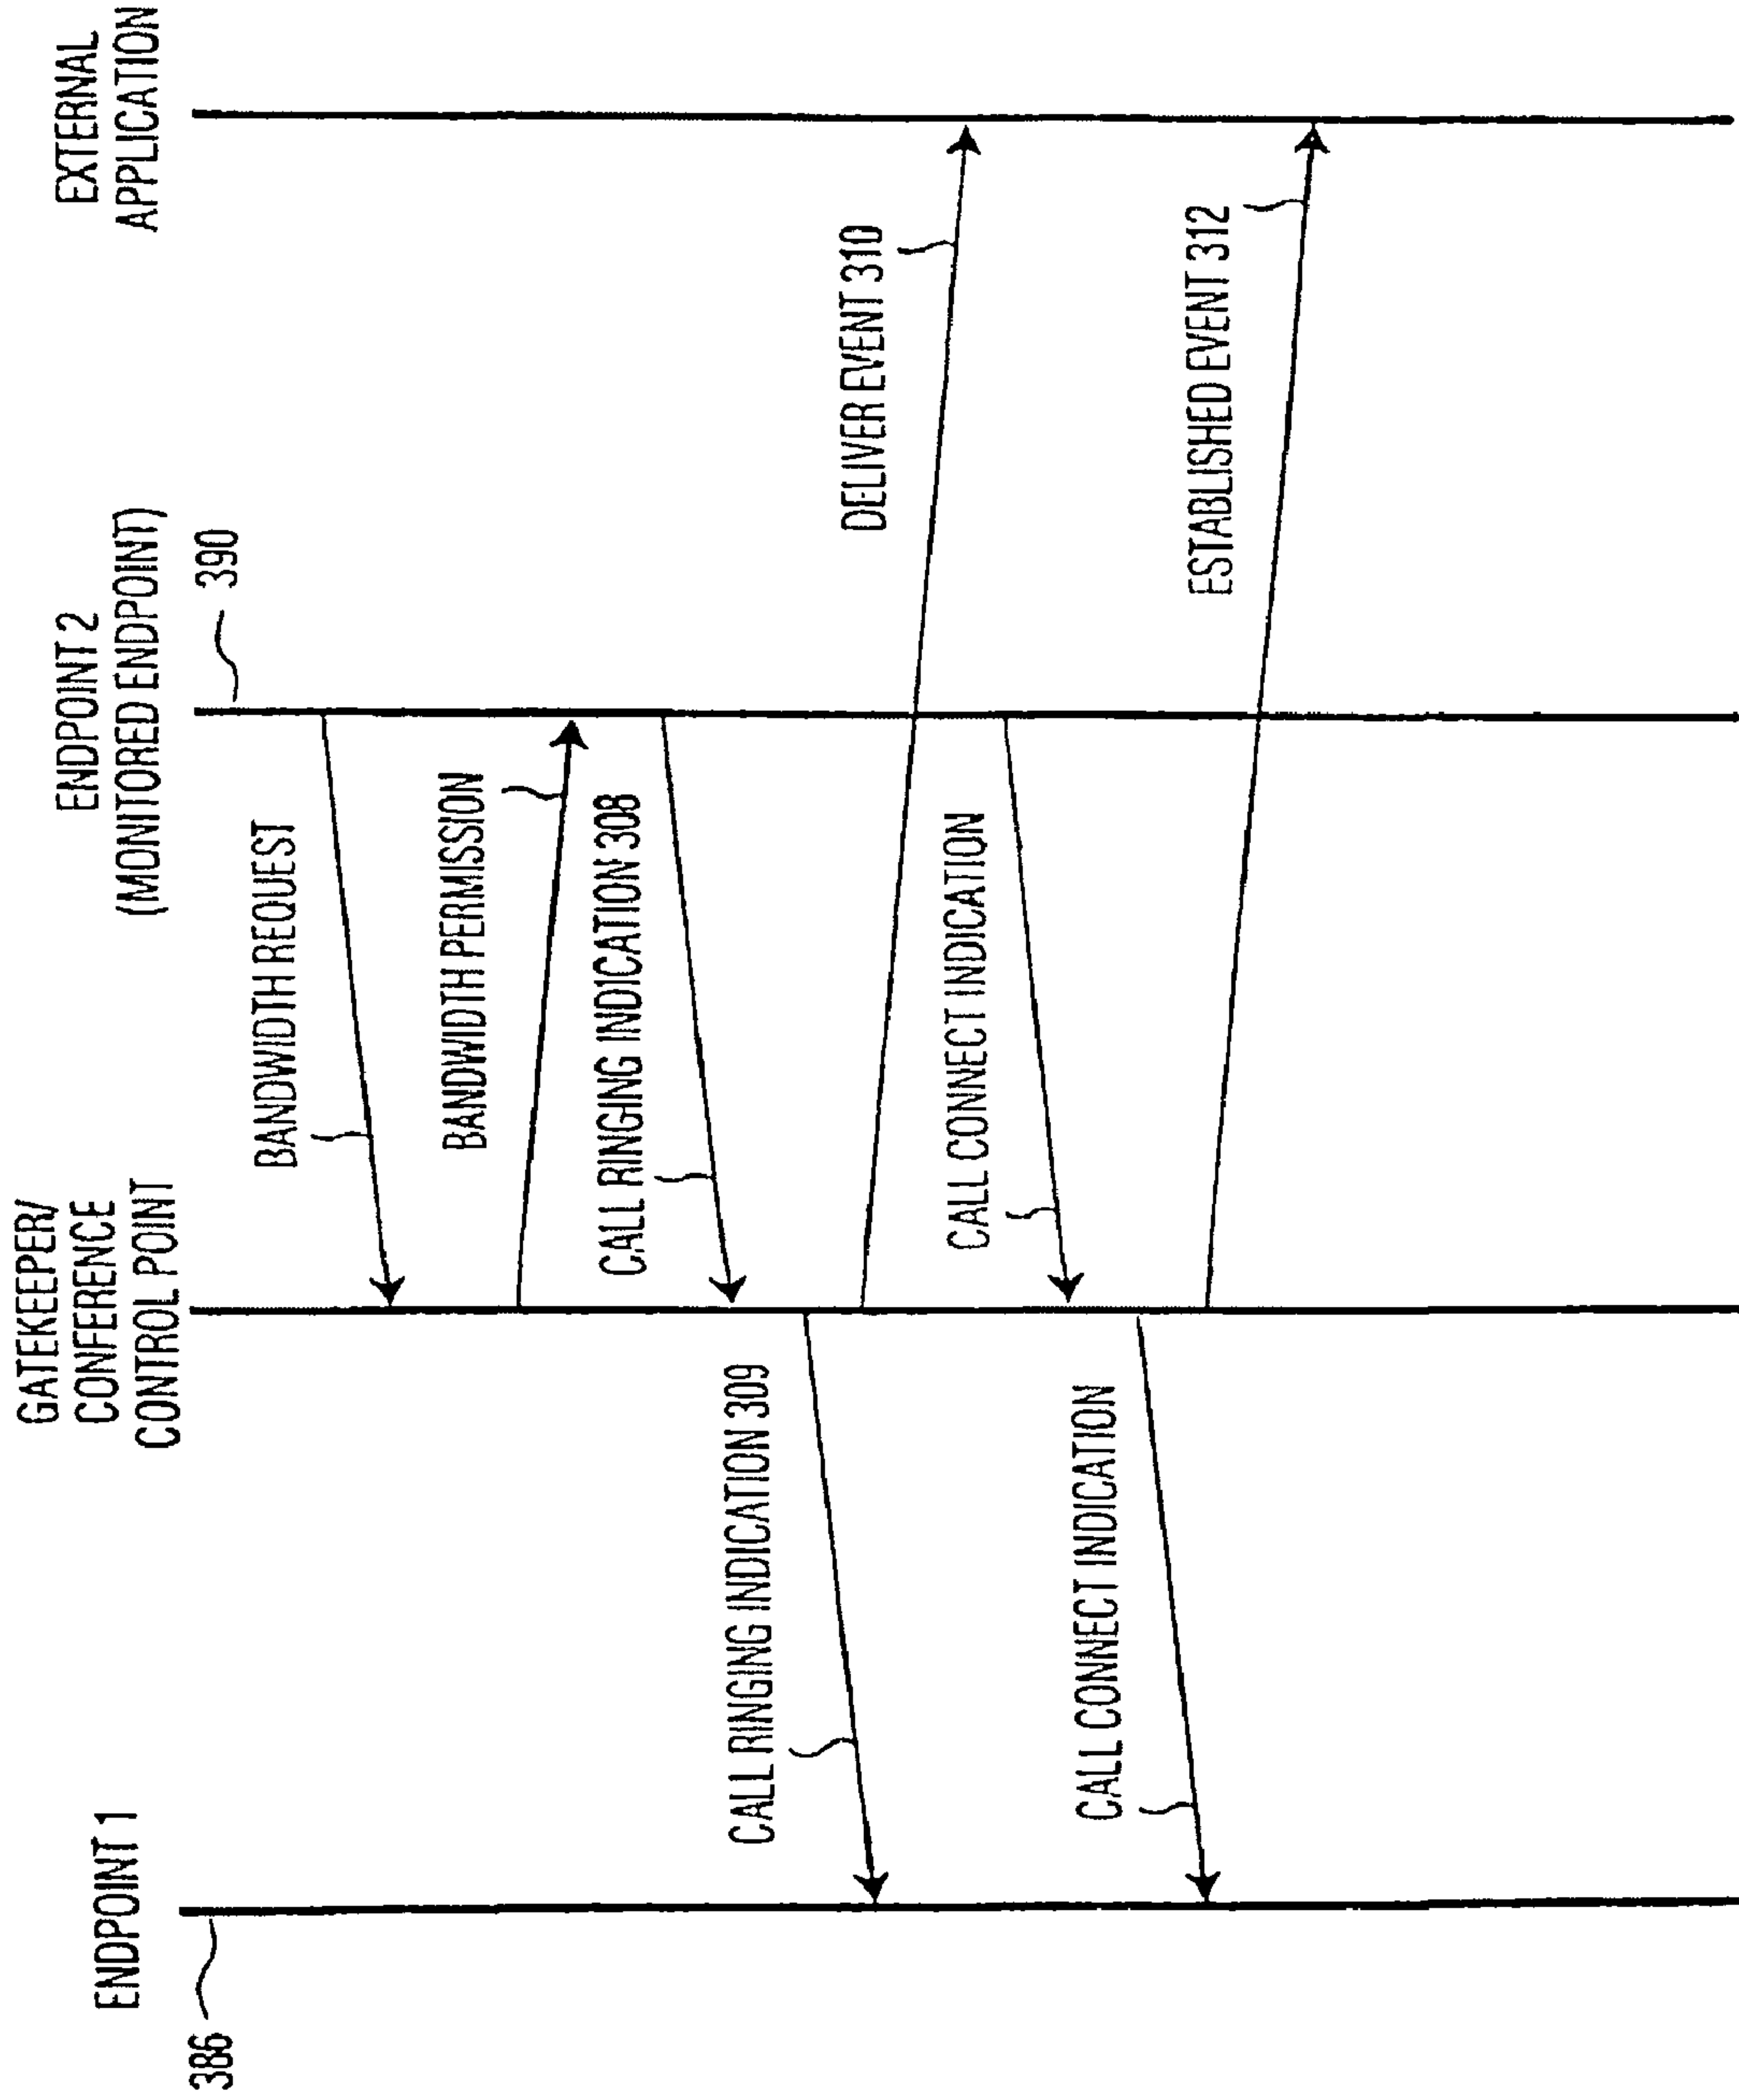 386
ENDPOINT 1
GATEKEEPER/
CONFERENCE
CONTROL POINT
ENDPOINT 2
(MONITORED ENDPOINT)
390
EXTERNAL
APPLICATION
BANDWIDTH REQUEST
BANDWIDTH PERMISSION
CALL RINGING INDICATION 308
CALL RINGING INDICATION 309
DELIVER EVENT 310
CALL CONNECT INDICATION
CALL CONNECT INDICATION
ESTABLISHED EVENT 312